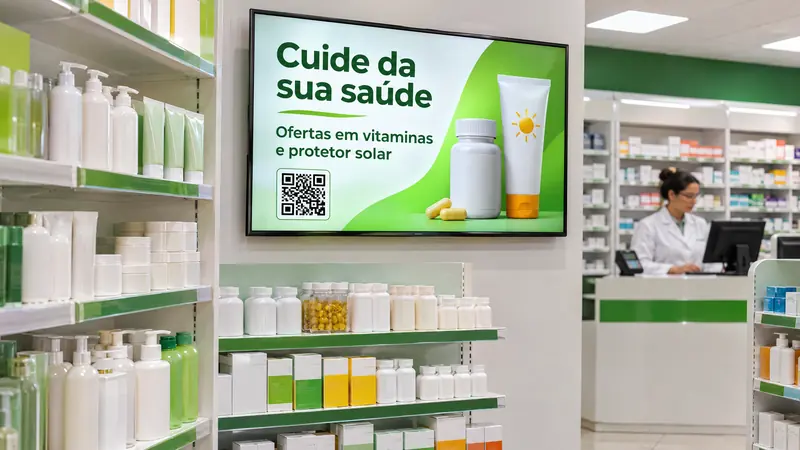 Cuide da
sua saúde
Ofertas em vitaminas
e protetor solar